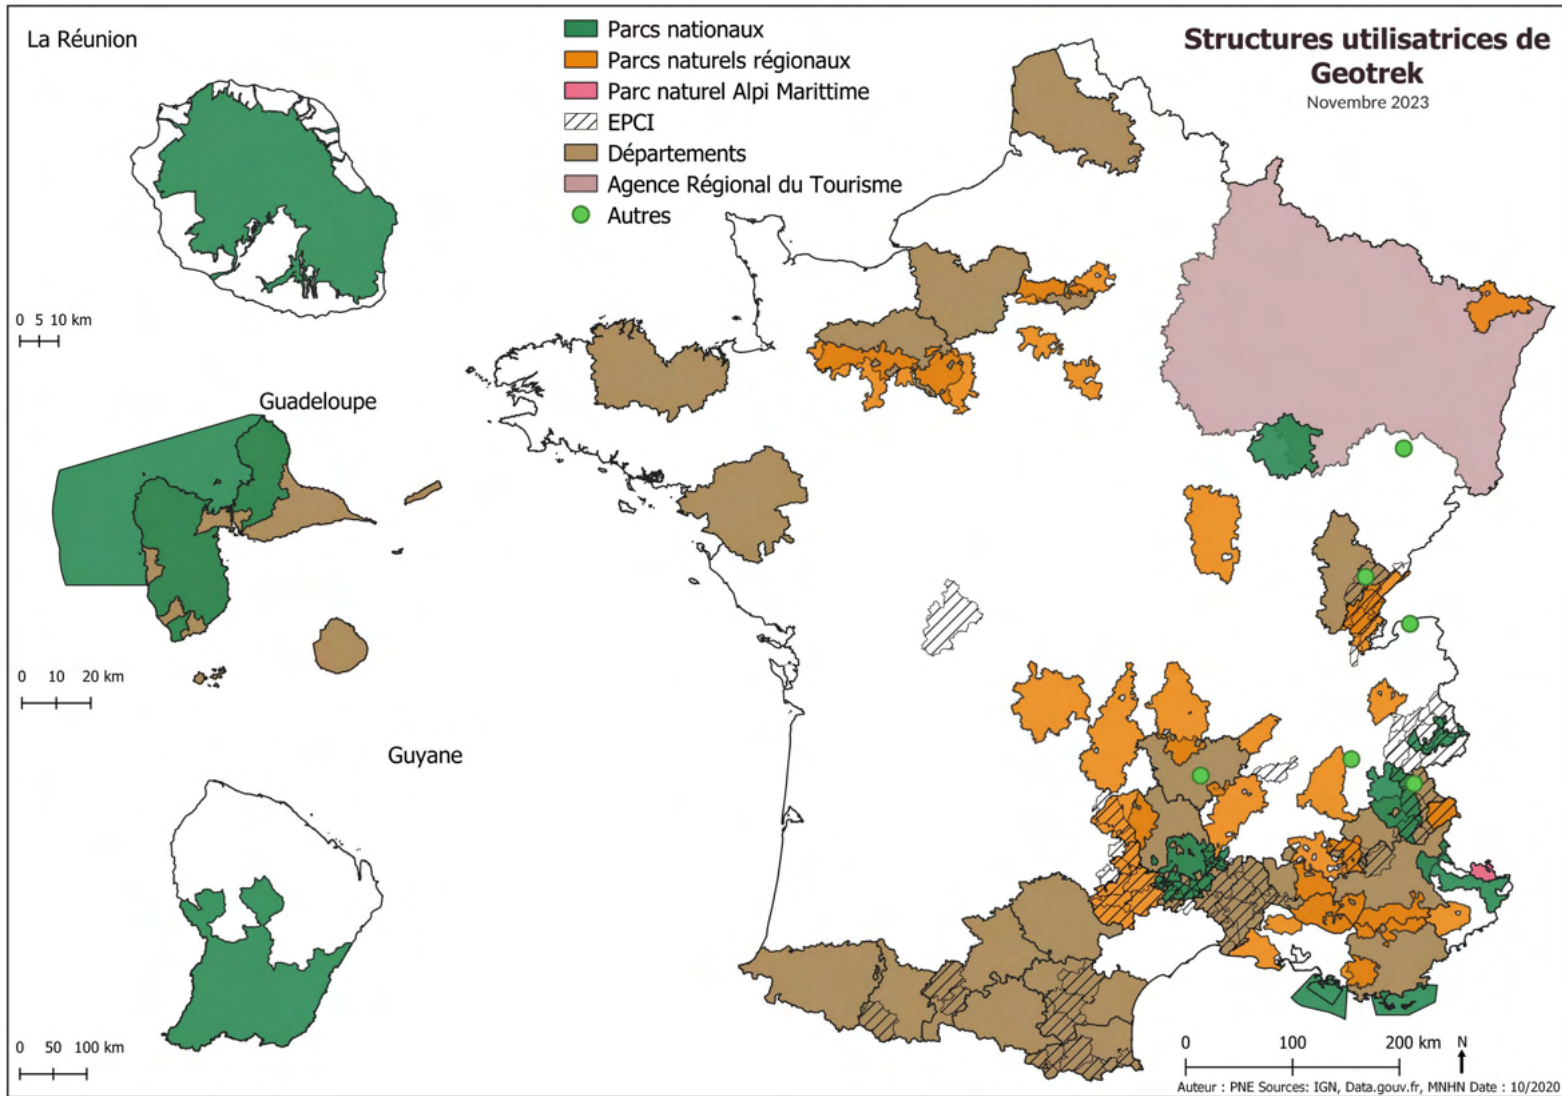 La Réunion
Parcs nationaux
Parcs naturels régionaux
Parc naturel Alpi Marittime
EPCI
Départements
Agence Régional du Tourisme
Autres
Structures utilisatrices de
Geotrek
Novembre 2023
0 5 10 km
Guadeloupe
0 10 20 km
Guyane
0 50 100 km
0 100 200 km
N
Auteur : PNE Sources: IGN, Data.gouv.fr, MNHN Date : 10/2020